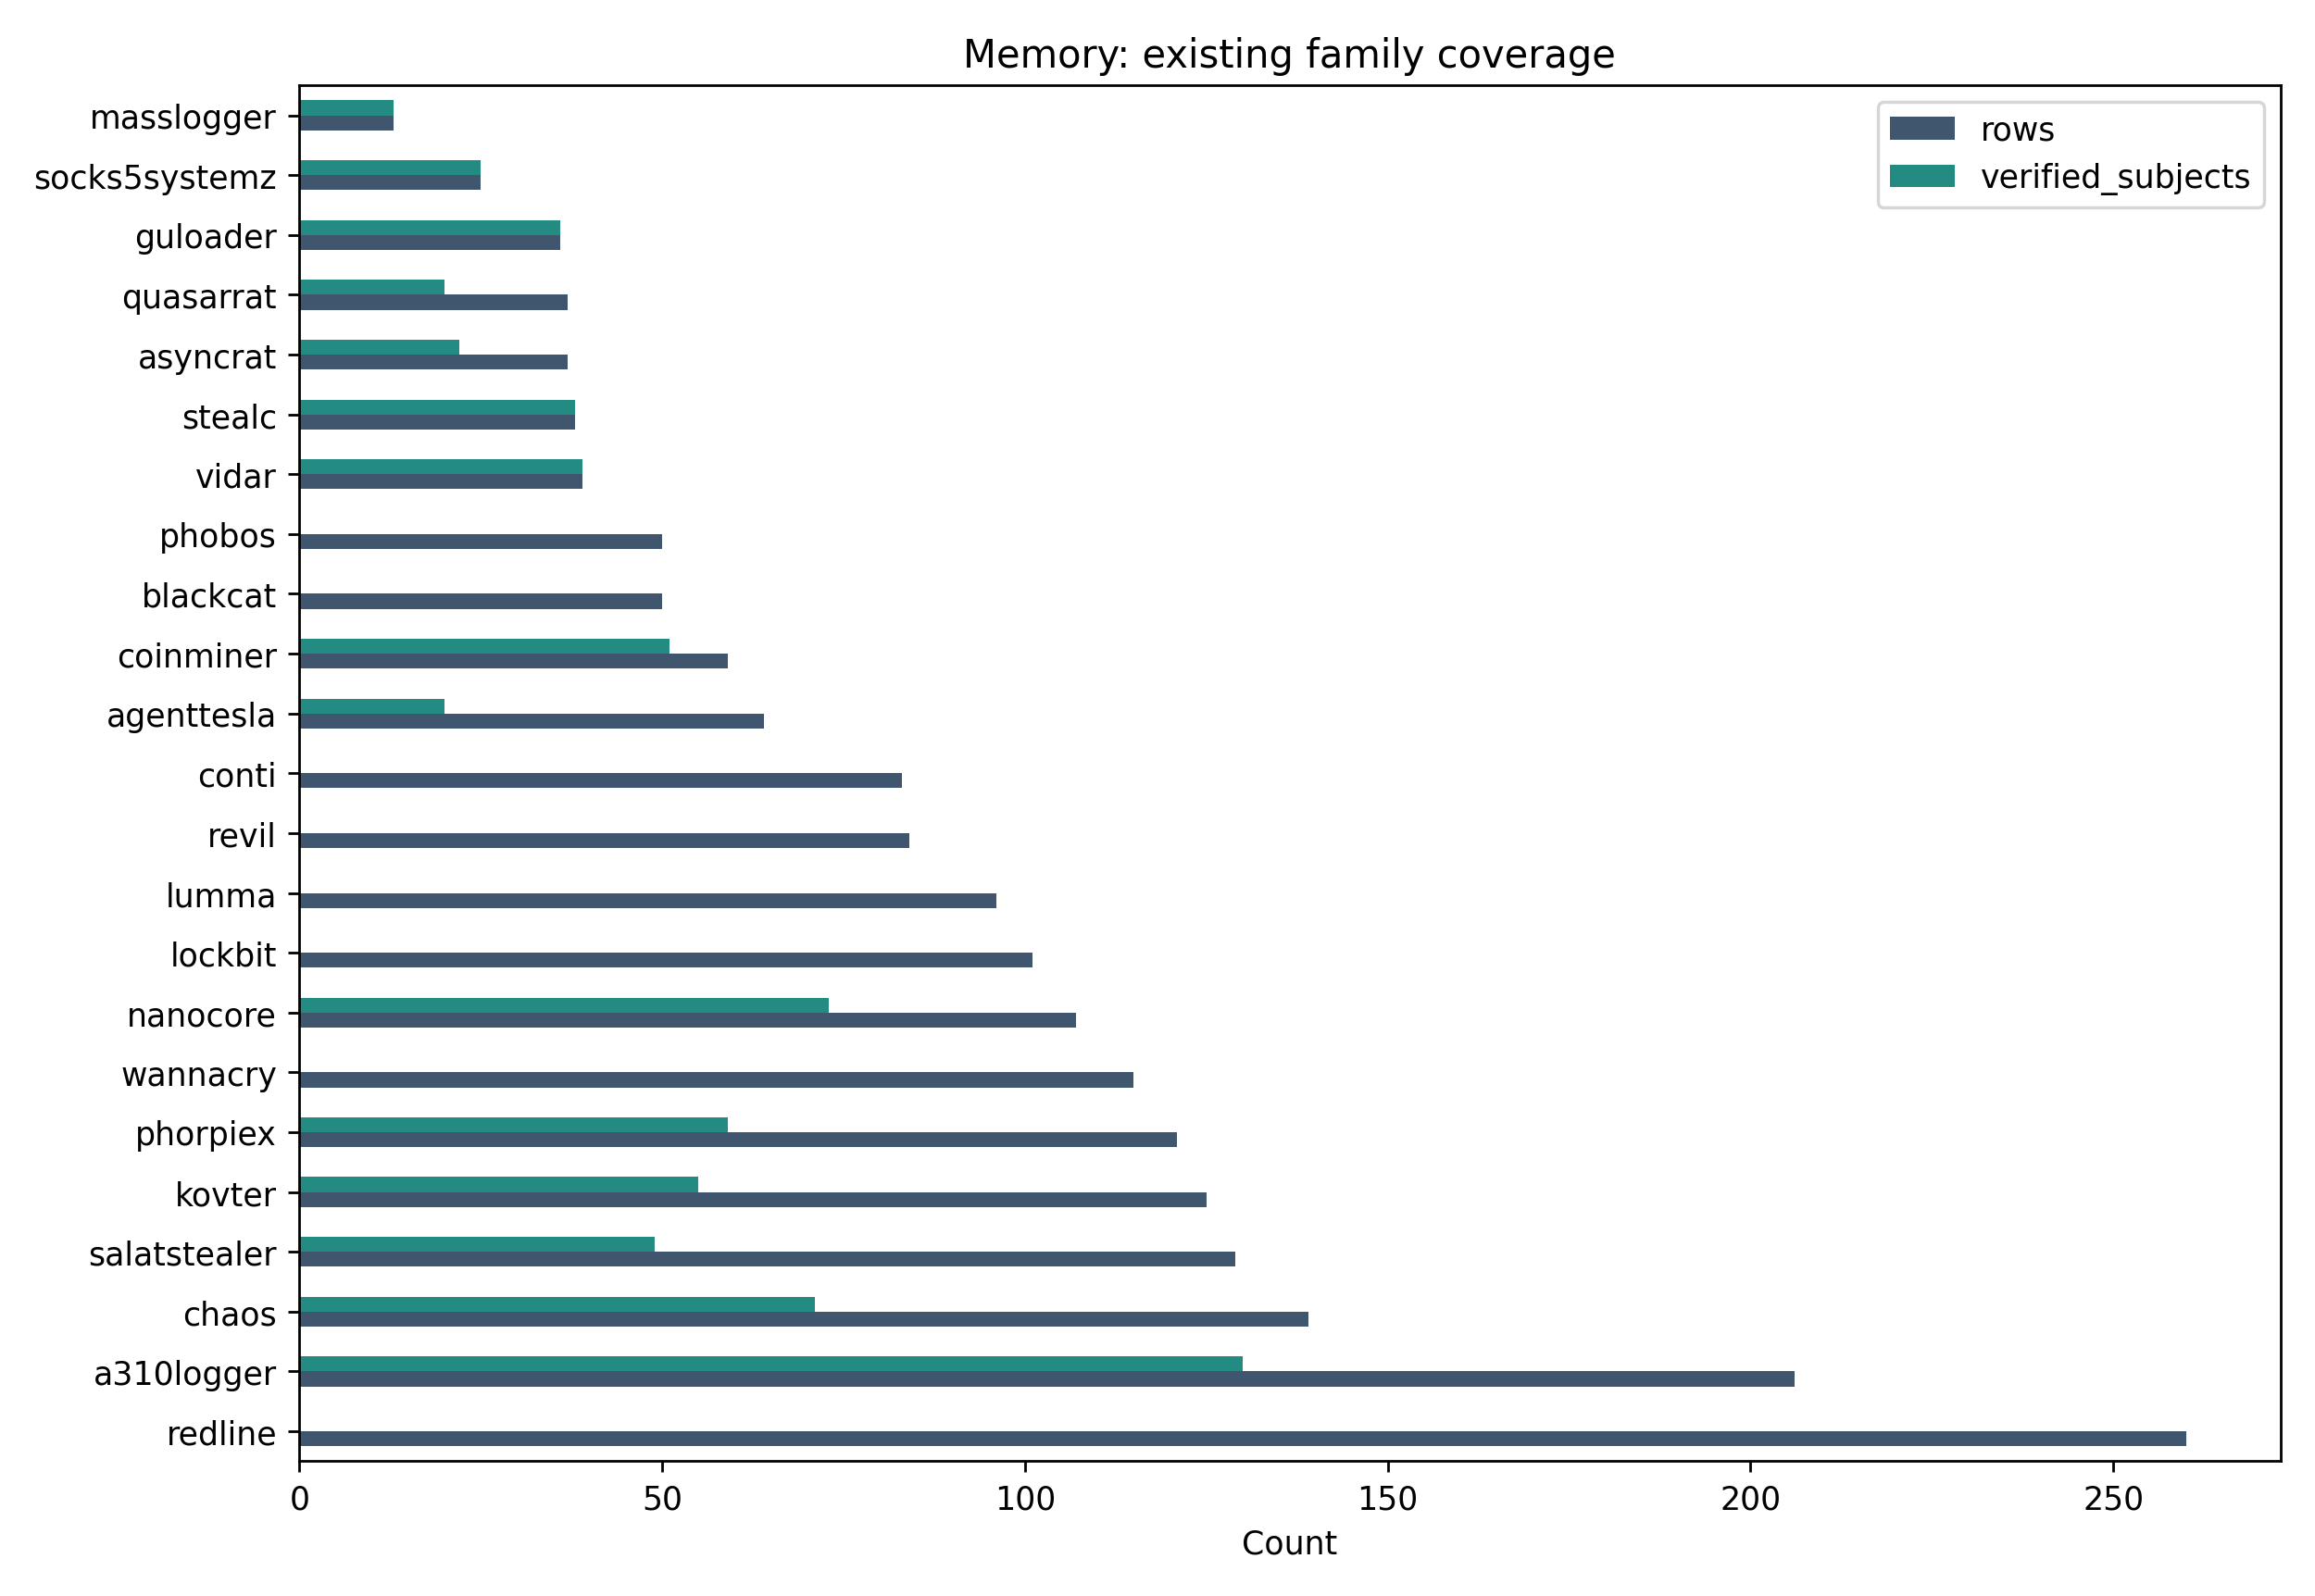 Memory: existing family coverage
rows
verified_subjects
masslogger
socks5systemz
guloader
quasarrat
asyncrat
stealc
vidar
phobos
blackcat
coinminer
agenttesla
conti
revil
lumma
lockbit
nanocore
wannacry
phorpiex
kovter
salatstealer
chaos
a310logger
redline
0 50 100 150 200 250
Count